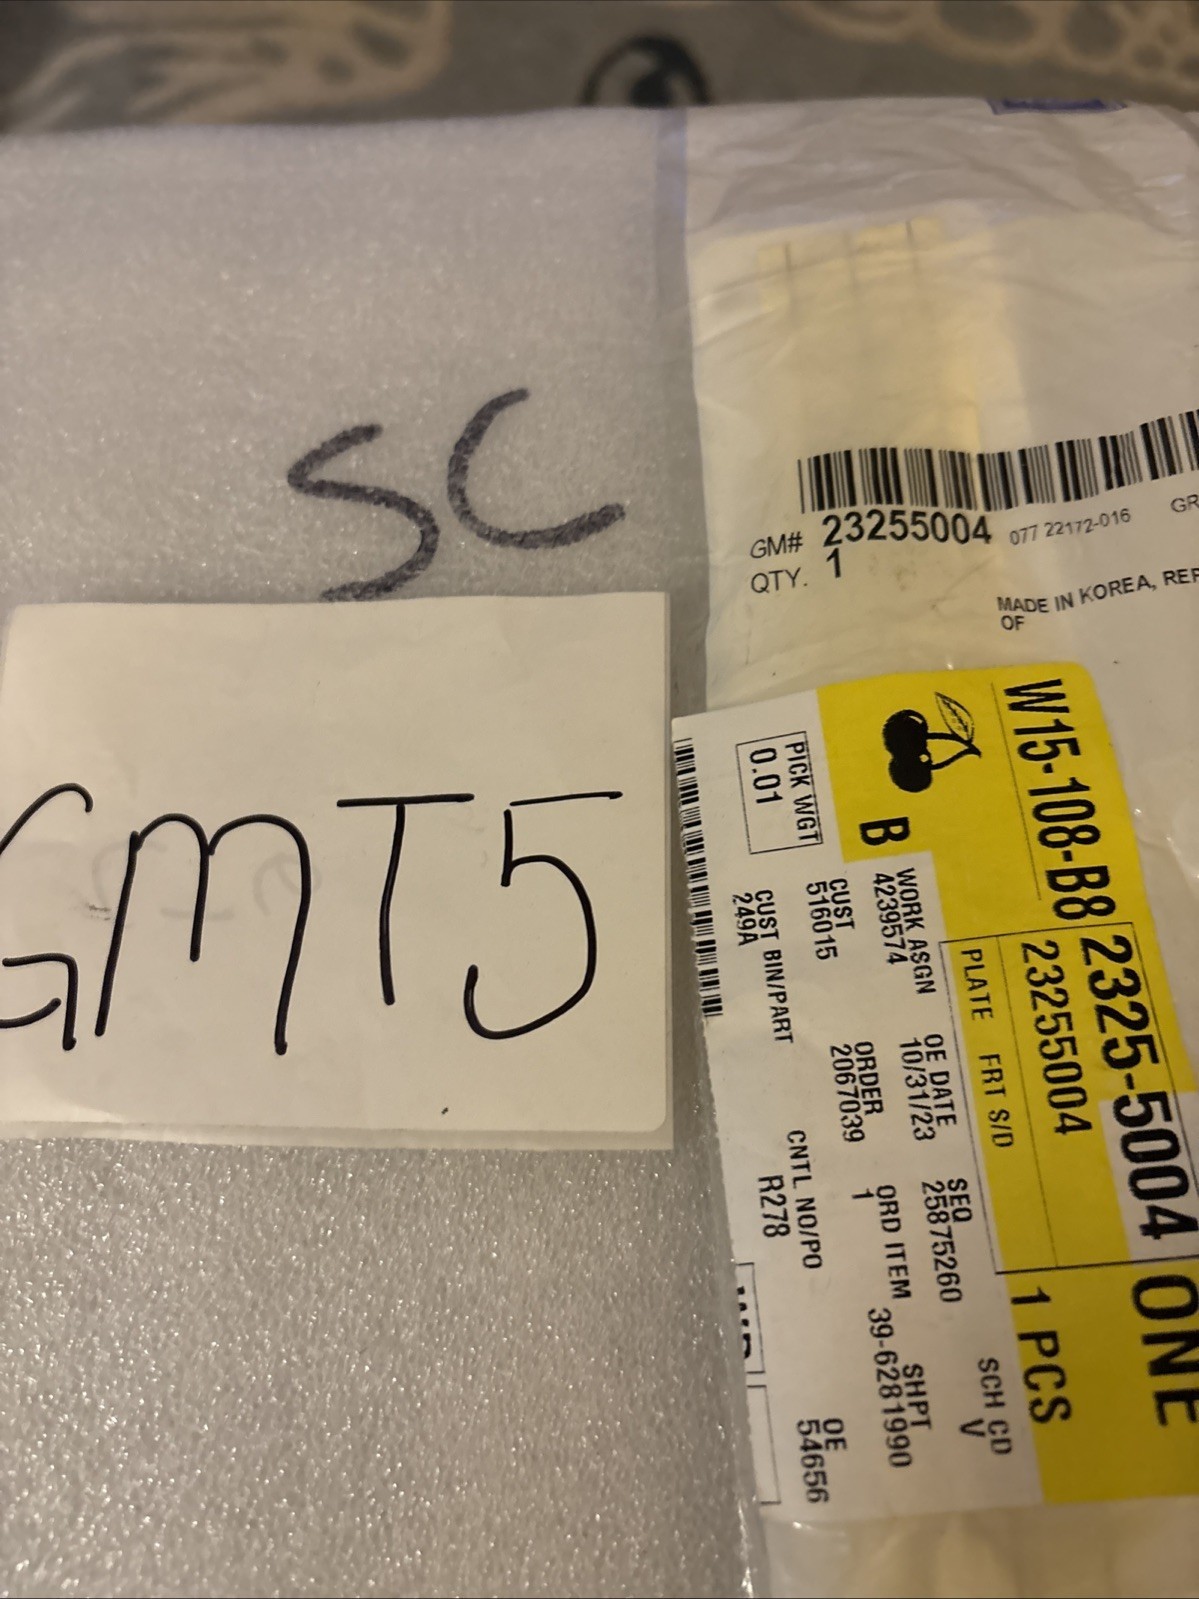 SC
GMT5
GM# 23255004 077 22172-016 GR
QTY. 1
MADE IN KOREA, REP
OF
W15-108-B8 2325-5004 ONE
23255004 1 PCS
PLATE FRT S/D
B
WORK ASGN OE DATE SEQ SCH CD
4239574 10/31/23 25875260 V
CUST ORDER ORD ITEM SHPT
516015 2067039 1 39-6281990
PICK WGT
0.01
CUST BIN/PART CNTL NO/PO OE
249A R278 54656